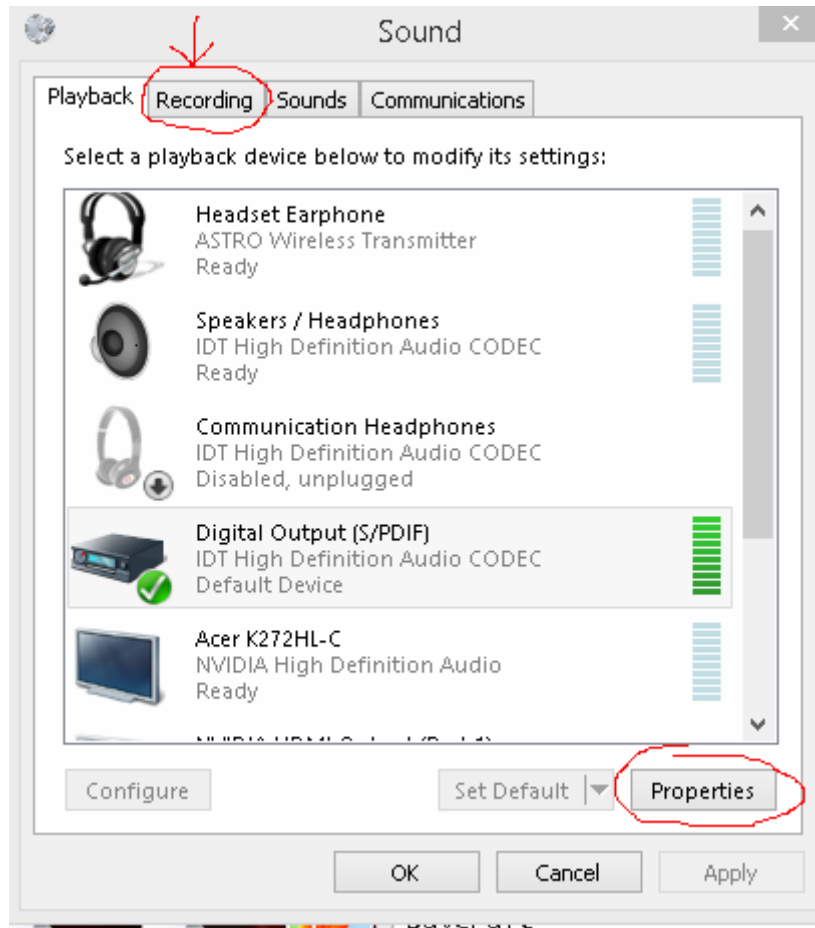 Sound
Playback Recording Sounds Communications
Select a playback device below to modify its settings:
Headset Earphone
ASTRO Wireless Transmitter
Ready
Speakers / Headphones
IDT High Definition Audio CODEC
Ready
Communication Headphones
IDT High Definition Audio CODEC
Disabled, unplugged
Digital Output (S/PDIF)
IDT High Definition Audio CODEC
Default Device
Acer K272HL-C
NVIDIA High Definition Audio
Ready
Configure Set Default Properties
OK Cancel Apply